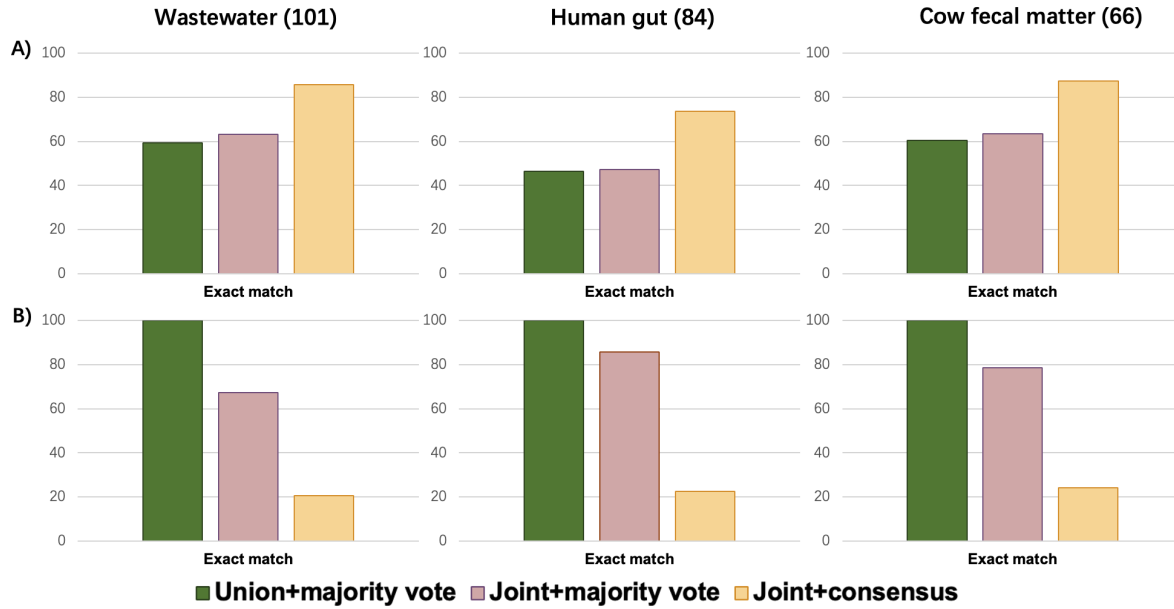 Wastewater (101) Human gut (84) Cow fecal matter (66)
A)
100 100 100
80 80 80
60 60 60
40 40 40
20 20 20
0 0 0
Exact match Exact match Exact match
B)
100 100 100
80 80 80
60 60 60
40 40 40
20 20 20
0 0 0
Exact match Exact match Exact match
Union+majority vote Joint+majority vote Joint+consensus